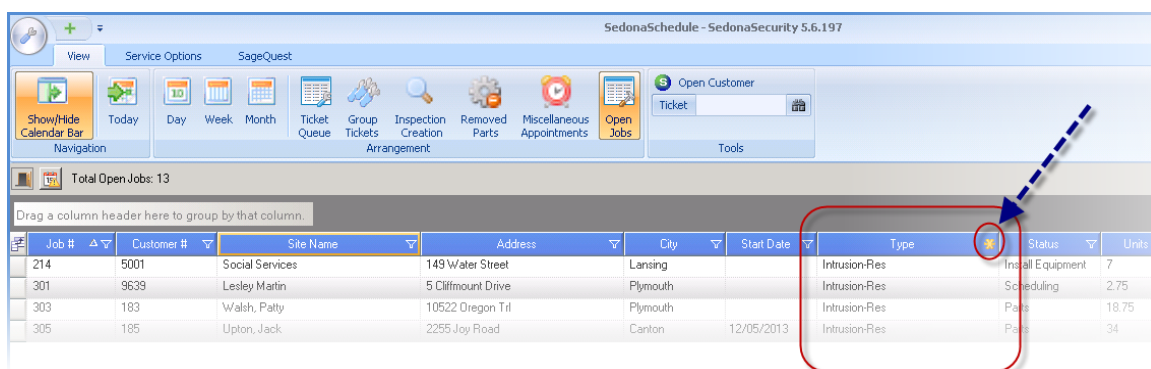 SedonaSchedule - SedonaSecurity 5.6.197
View Service Options SageQuest
Show/Hide Calendar Bar
Today
Day
Week
Month
Ticket Queue
Group Tickets
Inspection Creation
Removed Parts
Miscellaneous Appointments
Open Jobs
Open Customer
Ticket
Navigation
Arrangement
Tools
Total Open Jobs: 13
Drag a column header here to group by that column.
Job # Customer # Site Name Address City Start Date Type Status Units
214 5001 Social Services 149 Water Street Lansing Intrusion-Res Install Equipment 7
301 9639 Lesley Martin 5 Cliffmount Drive Plymouth Intrusion-Res Scheduling 2.75
303 183 Walsh, Patty 10522 Oregon Trl Plymouth Intrusion-Res Parts 18.75
305 185 Upton, Jack 2255 Joy Road Canton 12/05/2013 Intrusion-Res Parts 34